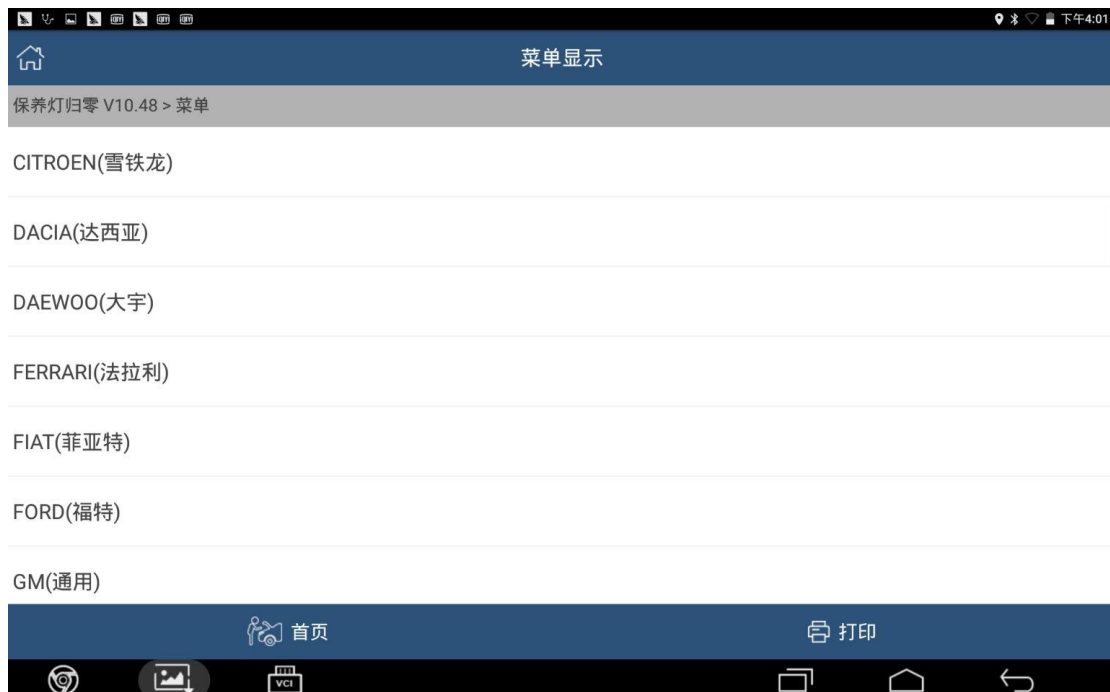 下午4:01
菜单显示
保养灯归零 V10.48 > 菜单
CITROEN(雪铁龙)
DACIA(达西亚)
DAEWOO(大宇)
FERRARI(法拉利)
FIAT(菲亚特)
FORD(福特)
GM(通用)
首页
打印
VCI